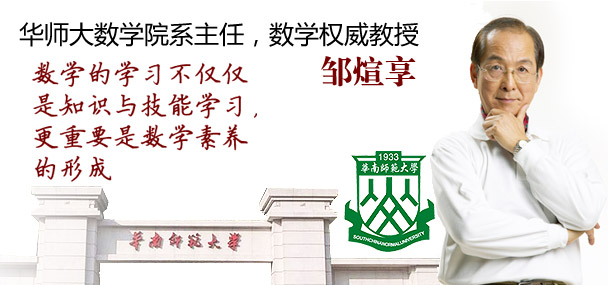 华师大数学院系主任，数学权威教授
邹煊享
数学的学习不仅仅
是知识与技能学习，
更重要是数学素养
的形成
1933
華南師範大學
SOUTHCHINANORMALUNIVERSITY
華南師範大學